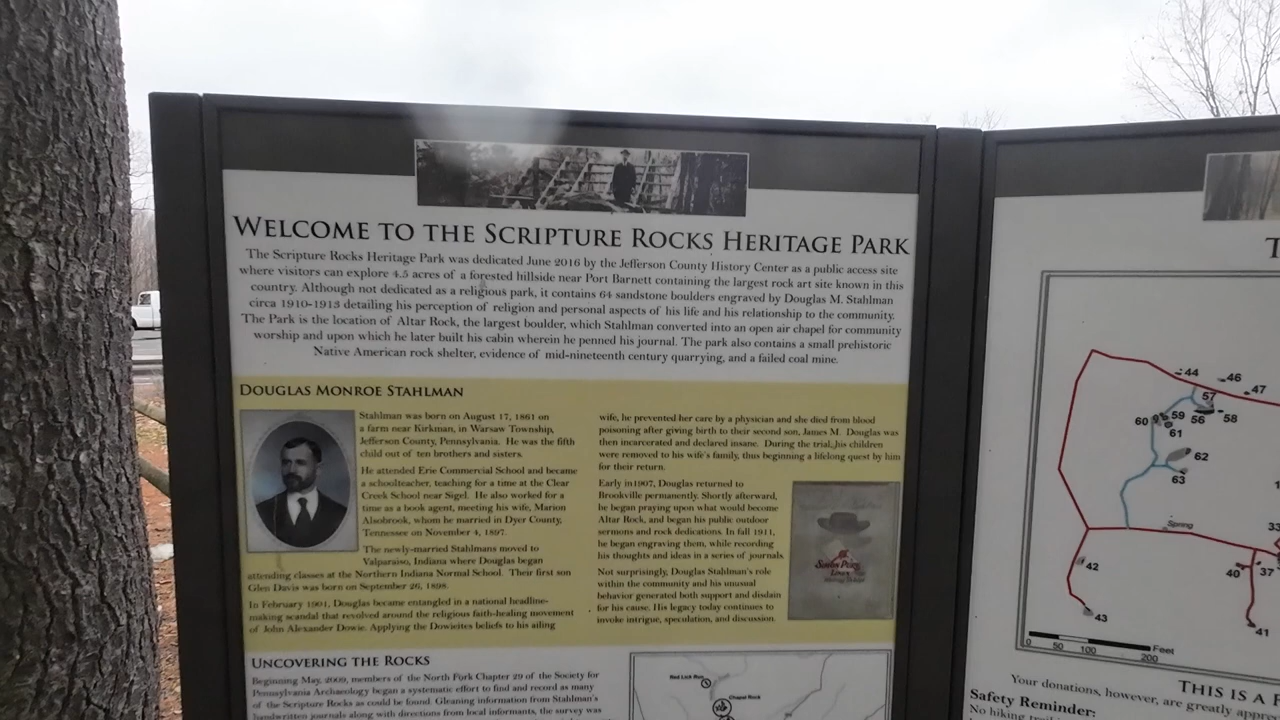 WELCOME TO THE SCRIPTURE ROCKS HERITAGE PARK
The Scripture Rocks Heritage Park was dedicated June 2016 by the Jefferson County History Center as a public access site
where visitors can explore 4.5 acres of a forested hillside near Port Barnett containing the largest rock art site known in this
country. Although not dedicated as a religious park, it contains 64 sandstone boulders engraved by Douglas M. Stahlman
circa 1910-1913 detailing his perception of religion and personal aspects of his life and his relationship to the community.
The Park is the location of Altar Rock, the largest boulder, which Stahlman converted into an open air chapel for community
worship and upon which he later built his cabin wherein he penned his journal. The park also contains a small prehistoric
Native American rock shelter, evidence of mid-nineteenth century quarrying, and a failed coal mine.
DOUGLAS MONROE STAHLMAN
Stahlman was born on August 17, 1861 on
a farm near Kirkman, in Warsaw Township,
Jefferson County, Pennsylvania. He was the fifth
child out of ten brothers and sisters.
He attended Erie Commercial School and became
a schoolteacher, teaching for a time at the Clear
Creek School near Sigel. He also worked for a
time as a book agent, meeting his wife, Marion
Alsobrook, whom he married in Dyer County,
Tennessee on November 4, 1897.
The newly-married Stahlmans moved to
Valparaiso, Indiana where Douglas began
attending classes at the Northern Indiana Normal School. Their first son
Glen Davis was born on September 26, 1898.
In February 1901, Douglas became entangled in a national headline-
making scandal that revolved around the religious faith-healing movement
of John Alexander Dowie. Applying the Dowieites beliefs to his ailing
wife, he prevented her care by a physician and she died from blood
poisoning after giving birth to their second son, James M. Douglas was
then incarcerated and declared insane. During the trial, his children
were removed to his wife's family, thus beginning a lifelong quest by him
for their return.
Early in1907, Douglas returned to
Brookville permanently. Shortly afterward,
he began praying upon what would become
Altar Rock, and began his public outdoor
sermons and rock dedications. In fall 1911,
he began engraving them, while recording
his thoughts and ideas in a series of journals.
Not surprisingly, Douglas Stahlman's role
within the community and his unusual
behavior generated both support and disdain
for his cause. His legacy today continues to
invoke intrigue, speculation, and discussion.
UNCOVERING THE ROCKS
Beginning May, 2009, members of the North Fork Chapter 29 of the Society for
Pennsylvania Archaeology began a systematic effort to find and record as many
of the Scripture Rocks as could be found. Gleaning information from Stahlman's
handwritten journals along with directions from local informants, the survey was
Red Lick Run
Chapel Rock
T
44
46
47
57
59
56
58
60
61
62
63
Spring
42
40
37
43
41
0
50
100
200
Feet
Your donations, however, are greatly
THIS IS A
Safety Reminder:
No hiking